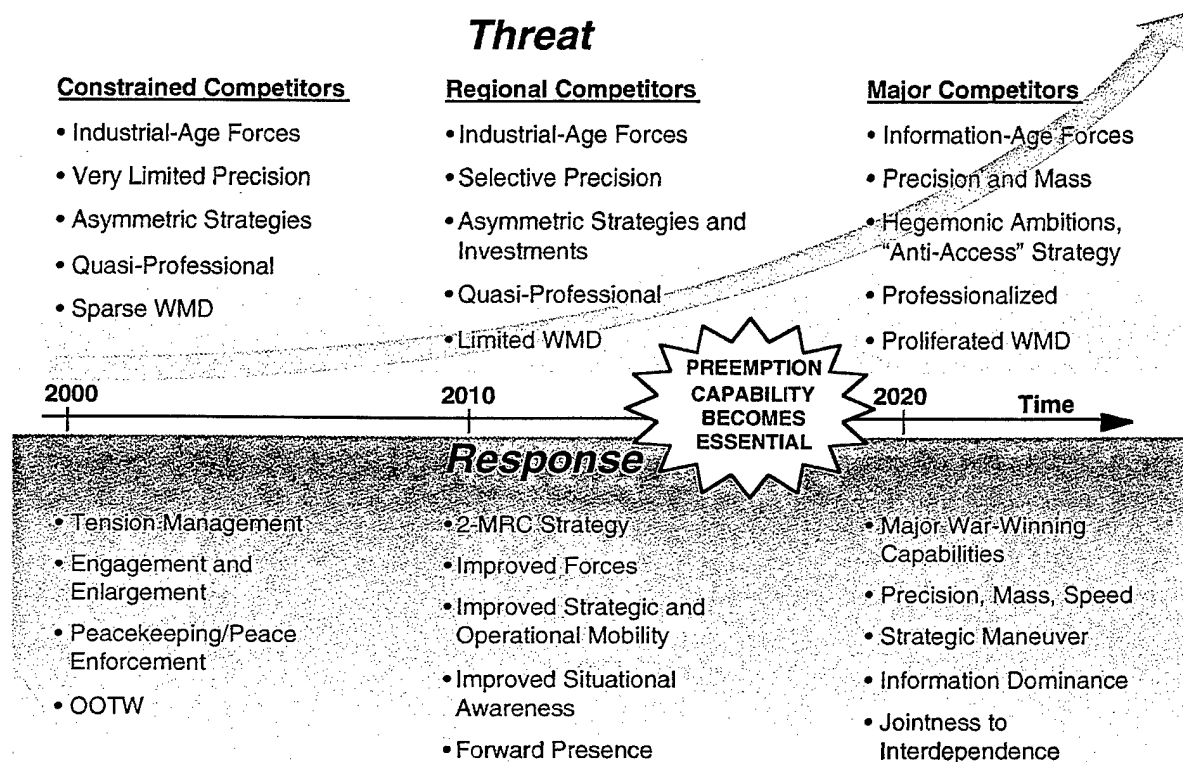 Threat
Constrained Competitors
• Industrial-Age Forces
• Very Limited Precision
• Asymmetric Strategies
• Quasi-Professional
• Sparse WMD
Regional Competitors
• Industrial-Age Forces
• Selective Precision
• Asymmetric Strategies and
Investments
• Quasi-Professional
• Limited WMD
Major Competitors
• Information-Age Forces
• Precision and Mass
• Hegemonic Ambitions,
"Anti-Access" Strategy
• Professionalized
• Proliferated WMD
PREEMPTION
CAPABILITY
BECOMES
ESSENTIAL
2000
2010
2020
Time
Response
• Tension Management
• Engagement and
Enlargement
• Peacekeeping/Peace
Enforcement
• OOTW
• 2-MRC Strategy
• Improved Forces
• Improved Strategic and
Operational Mobility
• Improved Situational
Awareness
• Forward Presence
• Major War-Winning
Capabilities
• Precision, Mass, Speed
• Strategic Maneuver
• Information Dominance
• Jointness to
Interdependence